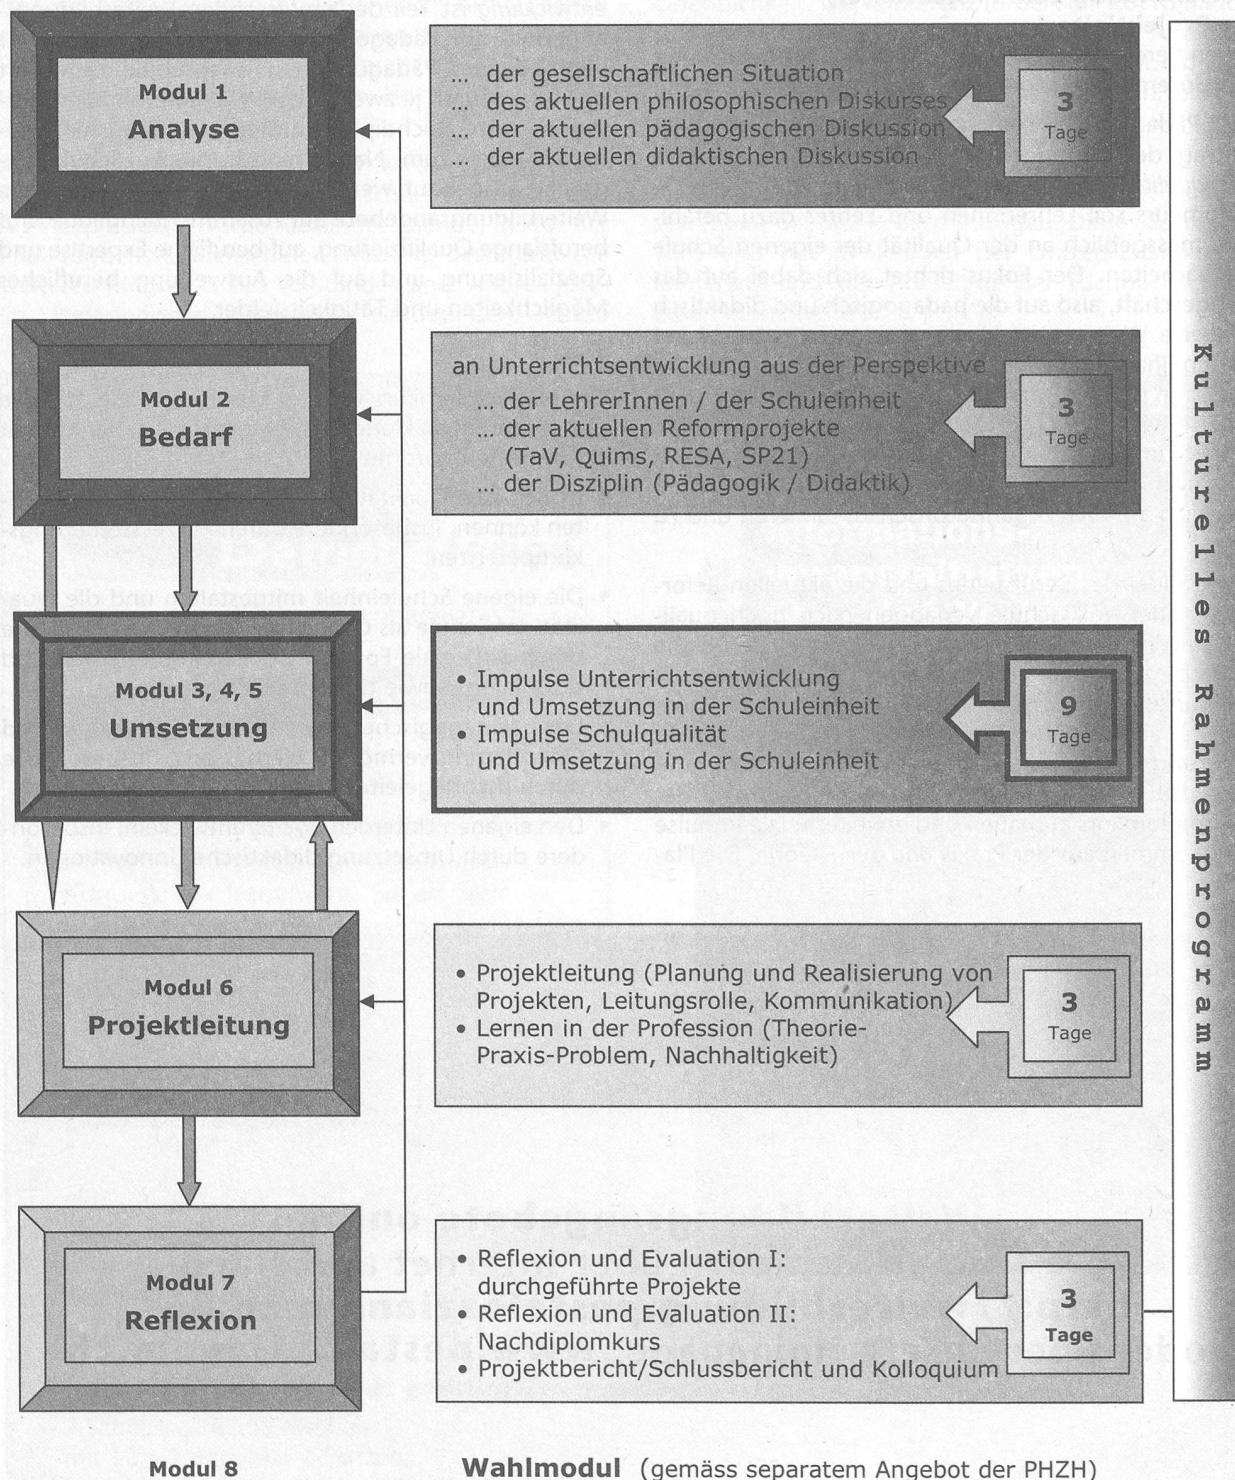 Modul 1
Analyse
... der gesellschaftlichen Situation
... des aktuellen philosophischen Diskurses
... der aktuellen pädagogischen Diskussion
... der aktuellen didaktischen Diskussion
3
Tage
Modul 2
Bedarf
an Unterrichtsentwicklung aus der Perspektive
... der LehrerInnen / der Schuleinheit
... der aktuellen Reformprojekte
(TaV, Quims, RESA, SP21)
... der Disziplin (Pädagogik / Didaktik)
3
Tage
Modul 3, 4, 5
Umsetzung
• Impulse Unterrichtsentwicklung
und Umsetzung in der Schuleinheit
• Impulse Schulqualität
und Umsetzung in der Schuleinheit
9
Tage
Modul 6
Projektleitung
• Projektleitung (Planung und Realisierung von
Projekten, Leitungsrolle, Kommunikation)
• Lernen in der Profession (Theorie-
Praxis-Problem, Nachhaltigkeit)
3
Tage
Modul 7
Reflexion
• Reflexion und Evaluation I:
durchgeführte Projekte
• Reflexion und Evaluation II:
Nachdiplomkurs
• Projektbericht/Schlussbericht und Kolloquium
3
Tage
Kulturelles Rahmenprogramm
Modul 8
Wahlmodul (gemäss separatem Angebot der PHZH)